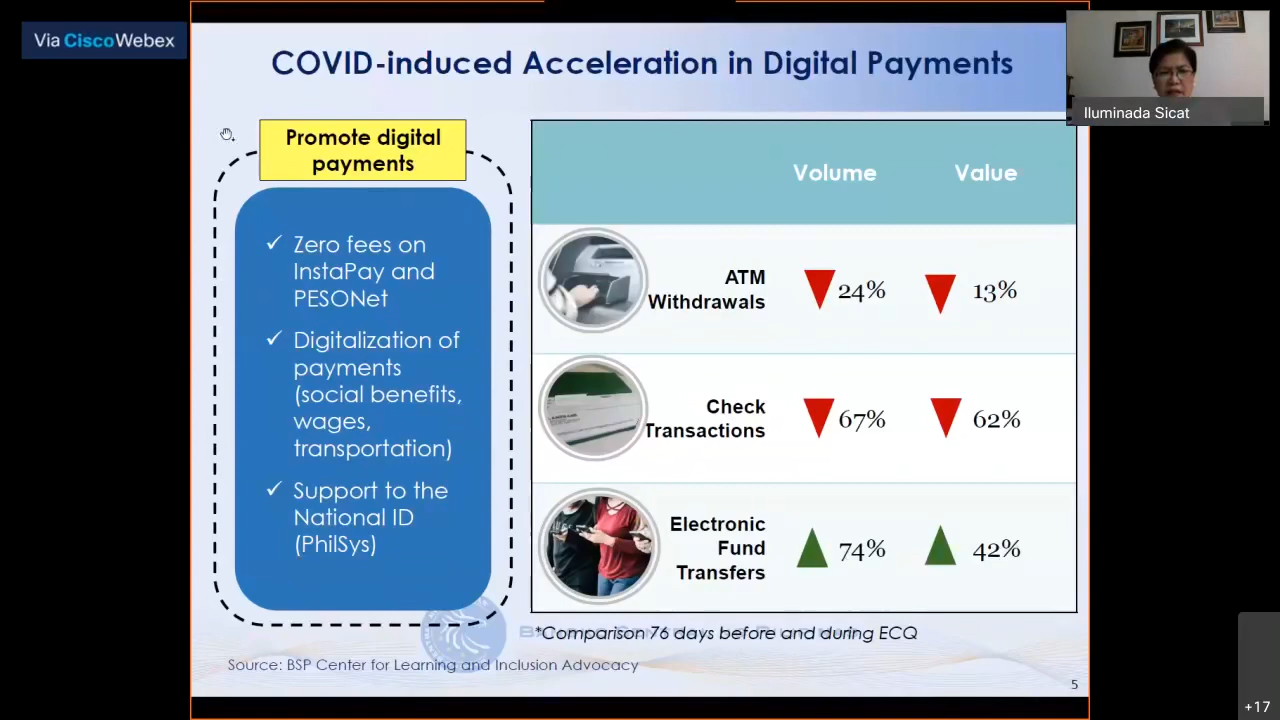 Via Cisco Webex
COVID-induced Acceleration in Digital Payments
Iluminada Sicat
Promote digital
payments
✓ Zero fees on
InstaPay and
PESONet
✓ Digitalization of
payments
(social benefits,
wages,
transportation)
✓ Support to the
National ID
(PhilSys)
Volume Value
ATM
Withdrawals
24% 13%
Check
Transactions
67% 62%
Electronic
Fund
Transfers
74% 42%
*Comparison 76 days before and during ECQ
Source: BSP Center for Learning and Inclusion Advocacy
5
+17